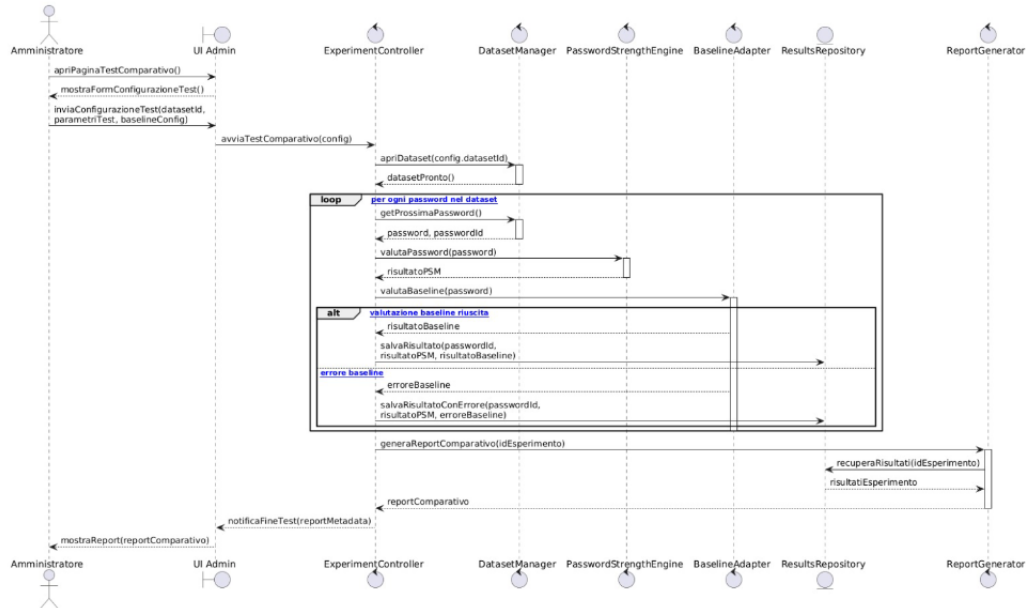 Amministratore
UI Admin
ExperimentController
DatasetManager
PasswordStrengthEngine
BaselineAdapter
ResultsRepository
ReportGenerator
apriPaginaTestComparativo()
mostraFormConfigurazioneTest()
inviaConfigurazioneTest(datasetId,
parametriTest, baselineConfig)
avviaTestComparativo(config)
apriDataset(config.datasetId)
datasetPronto()
loop
per ogni password nel dataset
getProssimaPassword()
password, passwordId
valutaPassword(password)
risultatoPSM
valutaBaseline(password)
alt
valutazione baseline riuscita
risultatoBaseline
salvaRisultato(passwordId,
risultatoPSM, risultatoBaseline)
errore baseline
erroreBaseline
salvaRisultatoConErrore(passwordId,
risultatoPSM, erroreBaseline)
generaReportComparativo(idEsperimento)
recuperaRisultati(idEsperimento)
risultatiEsperimento
reportComparativo
notificaFineTest(reportMetadata)
mostraReport(reportComparativo)
Amministratore
UI Admin
ExperimentController
DatasetManager
PasswordStrengthEngine
BaselineAdapter
ResultsRepository
ReportGenerator